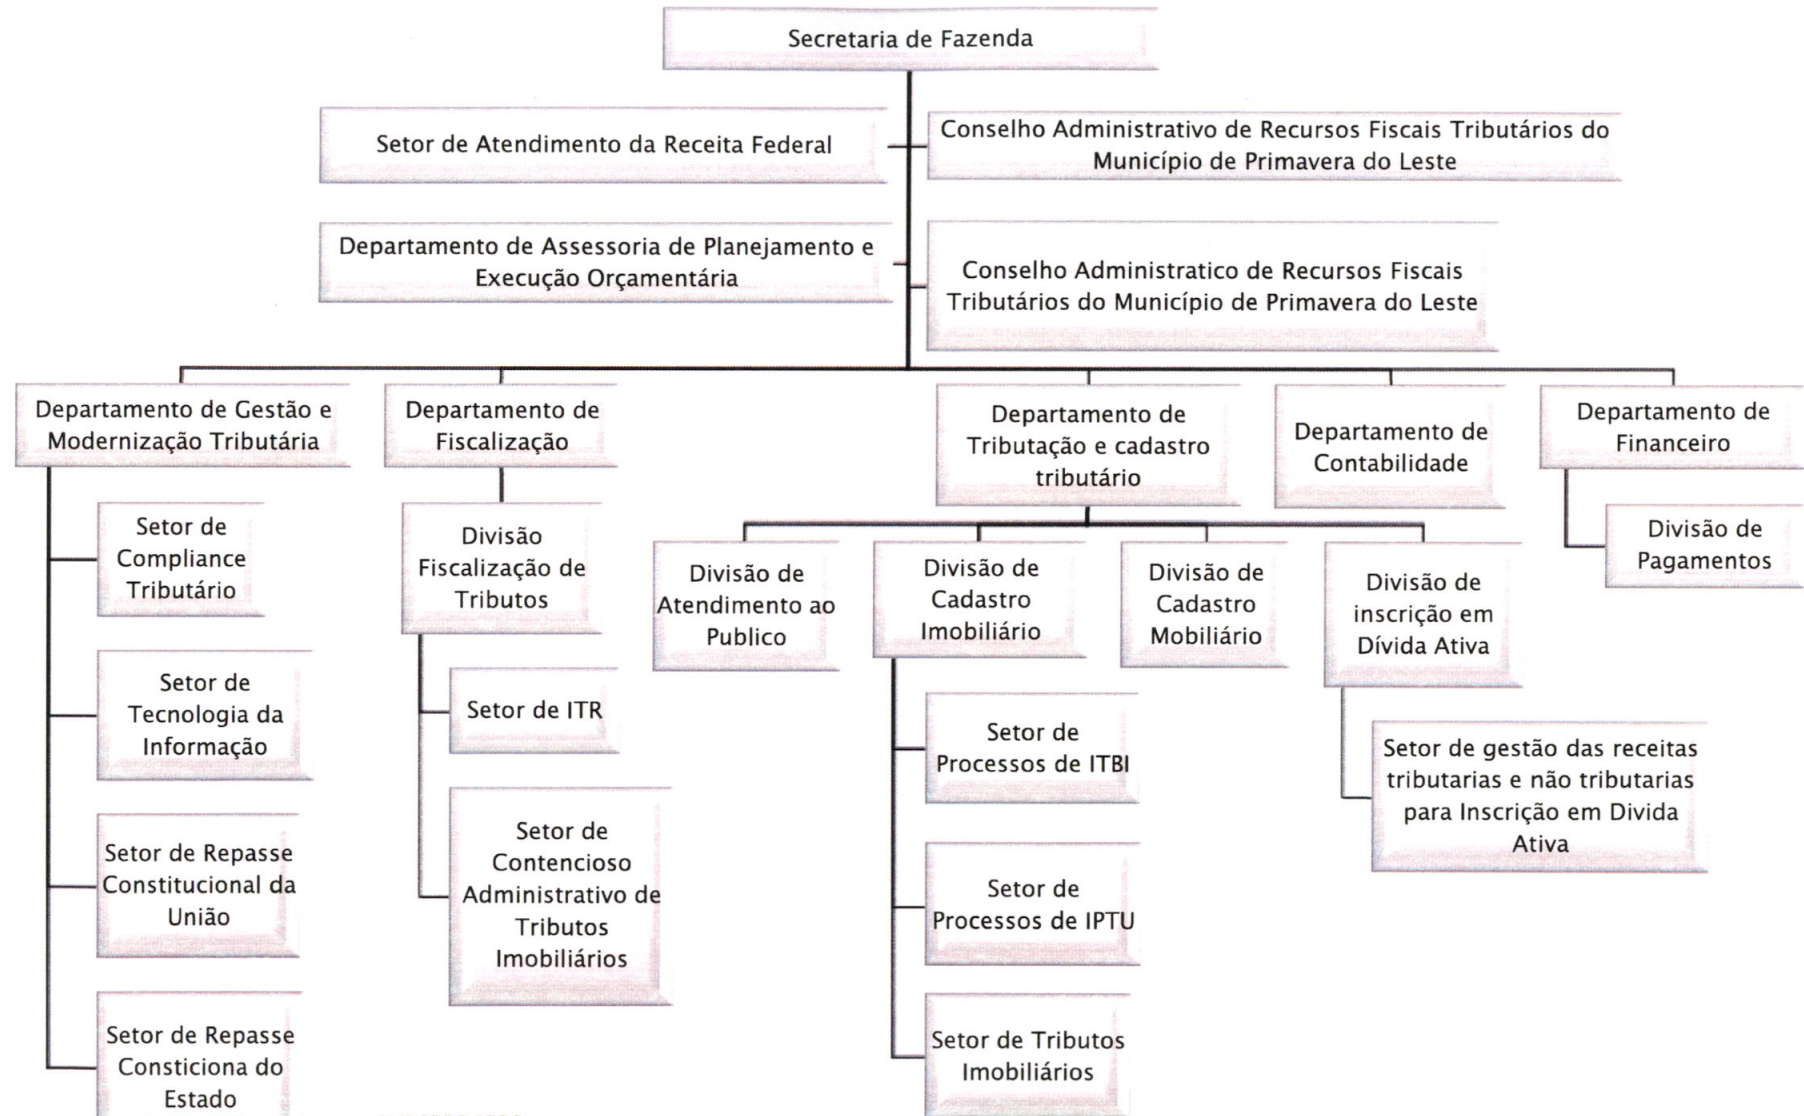 Secretaria de Fazenda
Setor de Atendimento da Receita Federal
Conselho Administrativo de Recursos Fiscais Tributários do
Município de Primavera do Leste
Departamento de Assessoria de Planejamento e
Execução Orçamentária
Conselho Administratico de Recursos Fiscais
Tributários do Município de Primavera do Leste
Departamento de Gestão e
Modernização Tributária
Departamento de
Fiscalização
Departamento de
Tributação e cadastro
tributário
Departamento de
Contabilidade
Departamento de
Financeiro
Setor de
Compliance
Tributário
Setor de
Tecnologia da
Informação
Setor de Repasse
Constitucional da
União
Setor de Repasse
Consticiona do
Estado
Divisão
Fiscalização de
Tributos
Setor de ITR
Setor de
Contencioso
Administrativo de
Tributos
Imobiliários
Divisão de
Atendimento ao
Publico
Divisão de
Cadastro
Imobiliário
Setor de
Processos de ITBI
Setor de
Processos de IPTU
Setor de Tributos
Imobiliários
Divisão de
Cadastro
Mobiliário
Divisão de
inscrição em
Dívida Ativa
Setor de gestão das receitas
tributarias e não tributarias
para Inscrição em Divida
Ativa
Divisão de
Pagamentos